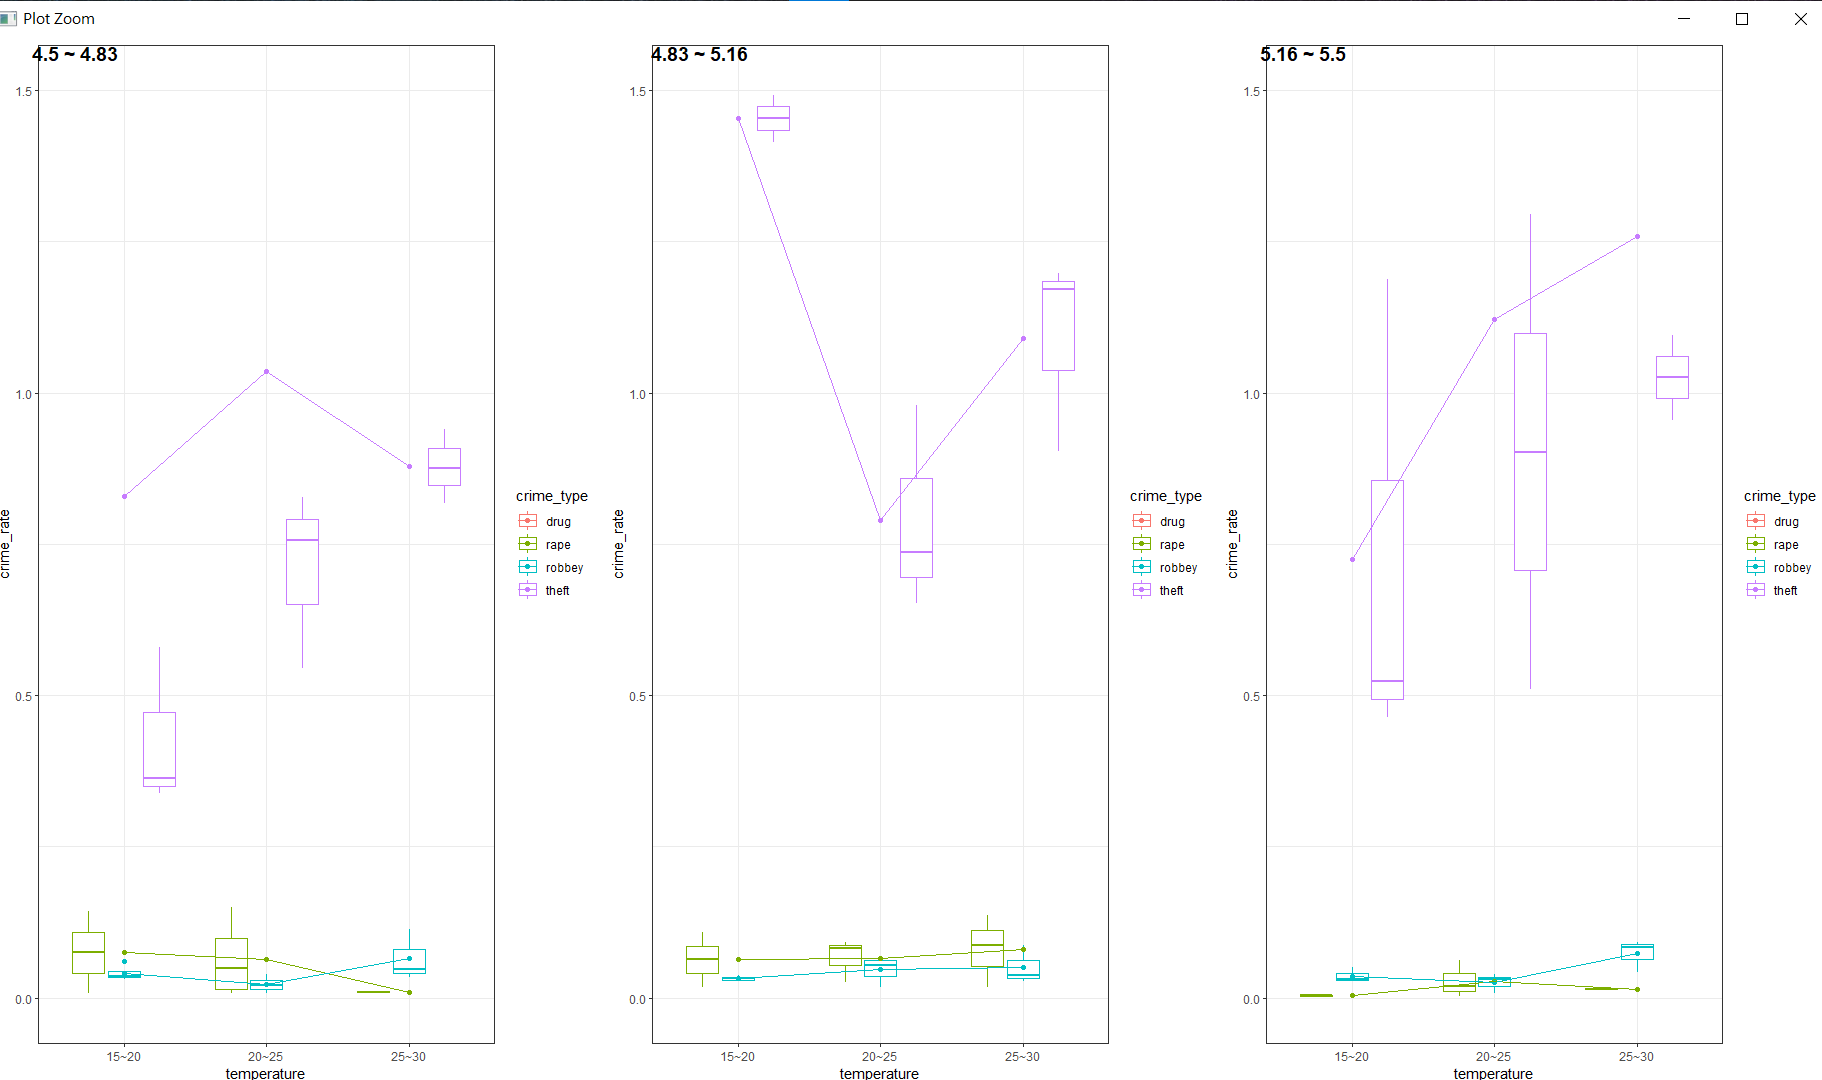 Plot Zoom
4.5 ~ 4.83
1.5
1.0
0.5
0.0
crime_rate
15~20
20~25
25~30
temperature
crime_type
drug
rape
robbey
theft
4.83 ~ 5.16
1.5
1.0
0.5
0.0
crime_rate
15~20
20~25
25~30
temperature
crime_type
drug
rape
robbey
theft
5.16 ~ 5.5
1.5
1.0
0.5
0.0
crime_rate
15~20
20~25
25~30
temperature
crime_type
drug
rape
robbey
theft